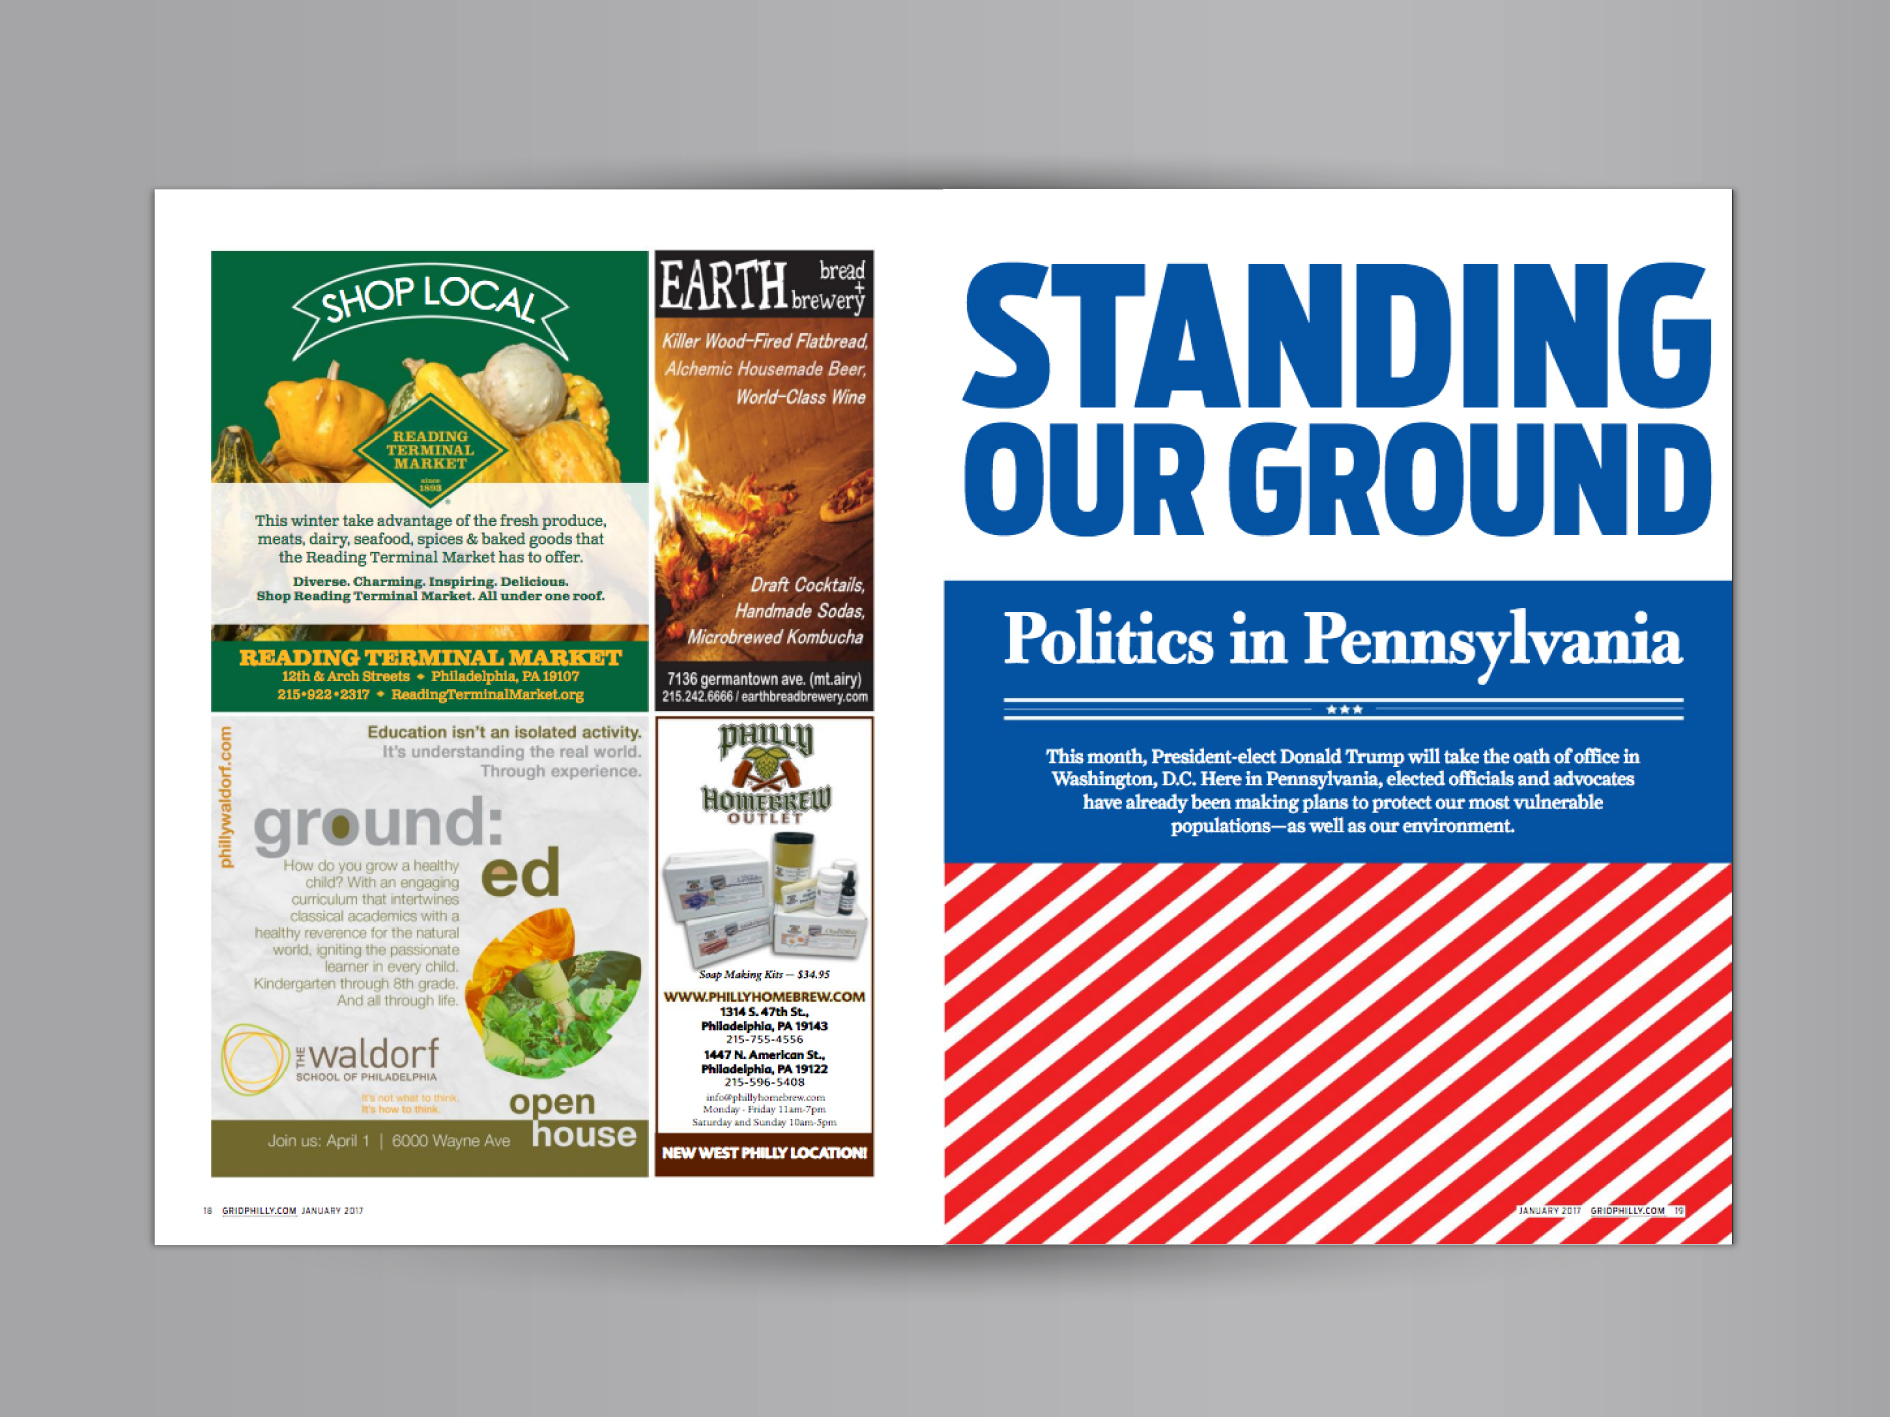 SHOP LOCAL
READING
TERMINAL
MARKET
since
1893
This winter take advantage of the fresh produce,
meats, dairy, seafood, spices & baked goods that
the Reading Terminal Market has to offer.
Diverse. Charming. Inspiring. Delicious.
Shop Reading Terminal Market. All under one roof.
READING TERMINAL MARKET
12th & Arch Streets • Philadelphia, PA 19107
215•922•2317 • ReadingTerminalMarket.org
EARTH bread
+
brewery
Killer Wood-Fired Flatbread,
Alchemic Housemade Beer,
World-Class Wine
Draft Cocktails,
Handmade Sodas,
Microbrewed Kombucha
7136 germantown ave. (mt.airy)
215.242.6666 / earthbreadbrewery.com
phillywaldorf.com
Education isn't an isolated activity.
It's understanding the real world.
Through experience.
ground:
ed
How do you grow a healthy
child? With an engaging
curriculum that intertwines
classical academics with a
healthy reverence for the natural
world, igniting the passionate
learner in every child.
Kindergarten through 8th grade.
And all through life.
THE waldorf
SCHOOL OF PHILADELPHIA
It's not what to think.
It's how to think.
open
house
Join us: April 1 | 6000 Wayne Ave
PHILLY
HOMEBREW
OUTLET
Soap Making Kits — $34.95
WWW.PHILLYHOMEBREW.COM
1314 S. 47th St.,
Philadelphia, PA 19143
215-755-4556
1447 N. American St.,
Philadelphia, PA 19122
215-596-5408
info@phillyhomebrew.com
Monday - Friday 11am-7pm
Saturday and Sunday 10am-5pm
NEW WEST PHILLY LOCATION!
18 GRIDPHILLY.COM JANUARY 2017
STANDING
OUR GROUND
Politics in Pennsylvania
This month, President-elect Donald Trump will take the oath of office in
Washington, D.C. Here in Pennsylvania, elected officials and advocates
have already been making plans to protect our most vulnerable
populations—as well as our environment.
JANUARY 2017 GRIDPHILLY.COM 19